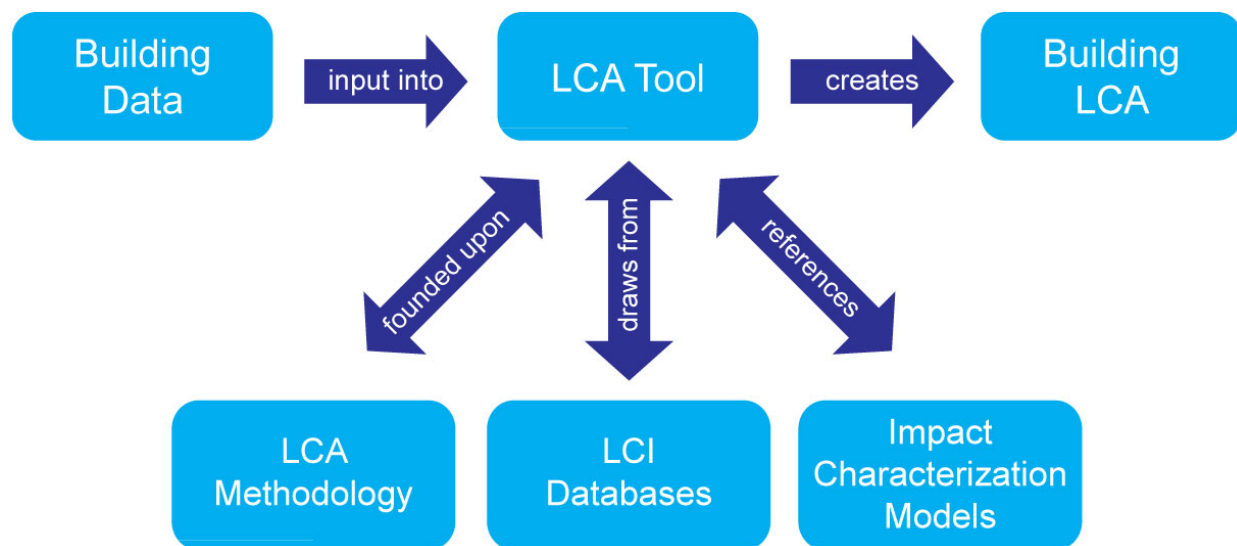 Building
Data
input into
LCA Tool
creates
Building
LCA
founded upon
draws from
references
LCA
Methodology
LCI
Databases
Impact
Characterization
Models